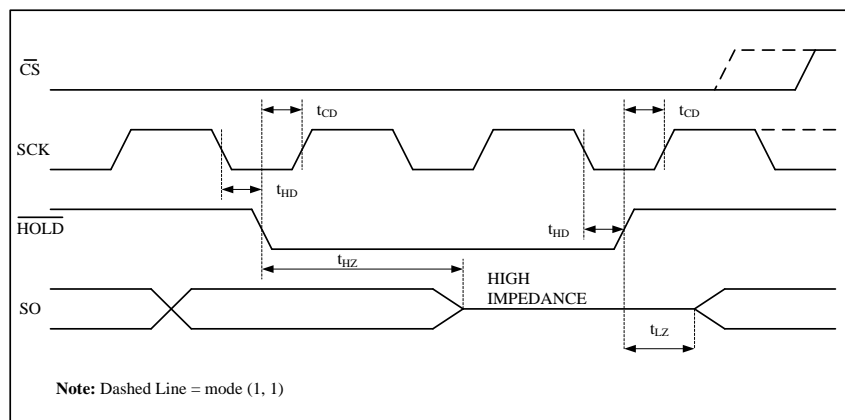 CS
t_CD
t_CD
SCK
t_HD
HOLD
t_HD
t_HZ
HIGH
IMPEDANCE
SO
t_LZ
Note: Dashed Line = mode (1, 1)